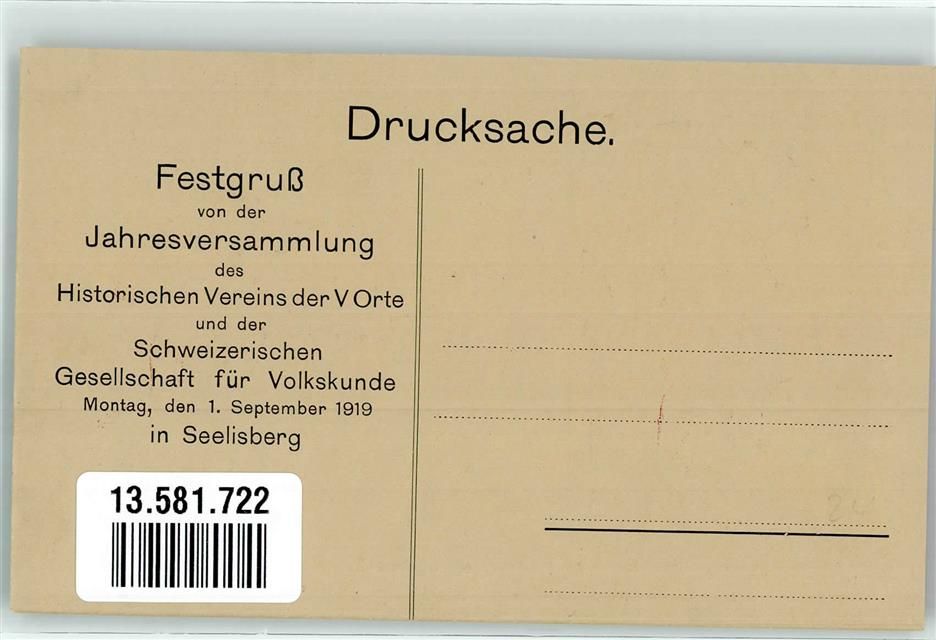 Drucksache.
Festgruß
von der
Jahresversammlung
des
Historischen Vereins der V Orte
und der
Schweizerischen
Gesellschaft für Volkskunde
Montag, den 1. September 1919
in Seelisberg
13.581.722